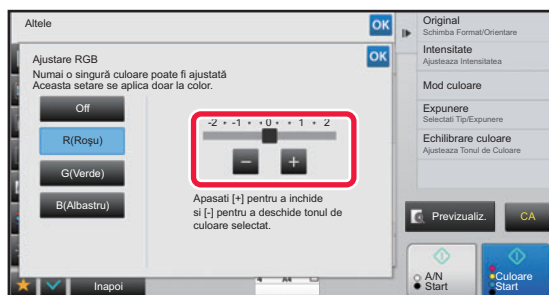 Altele
OK
Ajustare RGB
OK
Numai o singură culoare poate fi ajustată
Aceasta setare se aplica doar la color.
Off
R(Roşu)
G(Verde)
B(Albastru)
-2 • -1 • • 0 • • 1 • 2
− +
Apasati [+] pentru a inchide
si [-] pentru a deschide tonul de
culoare selectat.
Inapoi
Original
Schimba Format/Orientare
Intensitate
Ajusteaza Intensitatea
Mod culoare
Expunere
Selectati Tip/Expunere
Echilibrare culoare
Ajusteaza Tonul de Culoare
Previzualiz.
CA
A/N
Start
Culoare
Start